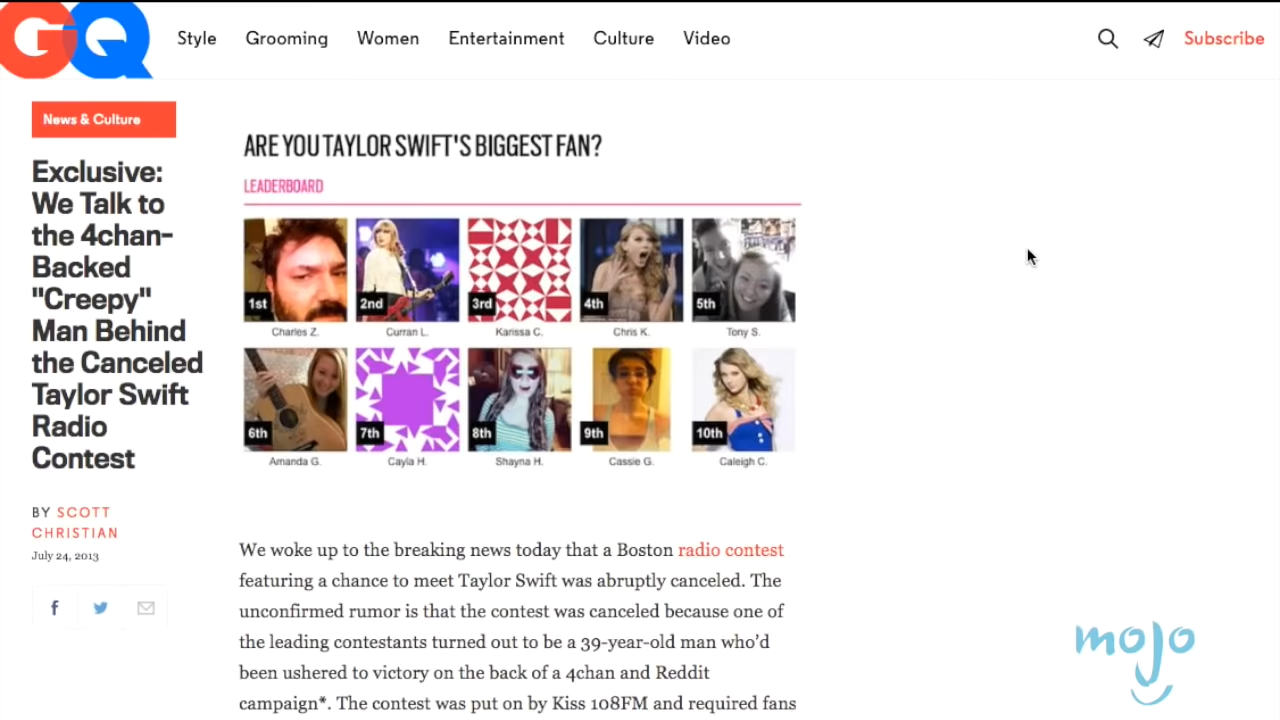 GQ
Style Grooming Women Entertainment Culture Video
Subscribe
News & Culture
Exclusive:
We Talk to
the 4chan-
Backed
"Creepy"
Man Behind
the Canceled
Taylor Swift
Radio
Contest
BY SCOTT
CHRISTIAN
July 24, 2013
f
ARE YOU TAYLOR SWIFT'S BIGGEST FAN?
LEADERBOARD
1st 2nd 3rd 4th 5th
Charles Z. Curran L. Karissa C. Chris K. Tony S.
6th 7th 8th 9th 10th
Amanda G. Cayla H. Shayna H. Cassie G. Caleigh C.
We woke up to the breaking news today that a Boston radio contest
featuring a chance to meet Taylor Swift was abruptly canceled. The
unconfirmed rumor is that the contest was canceled because one of
the leading contestants turned out to be a 39-year-old man who'd
been ushered to victory on the back of a 4chan and Reddit
campaign*. The contest was put on by Kiss 108FM and required fans
mojo